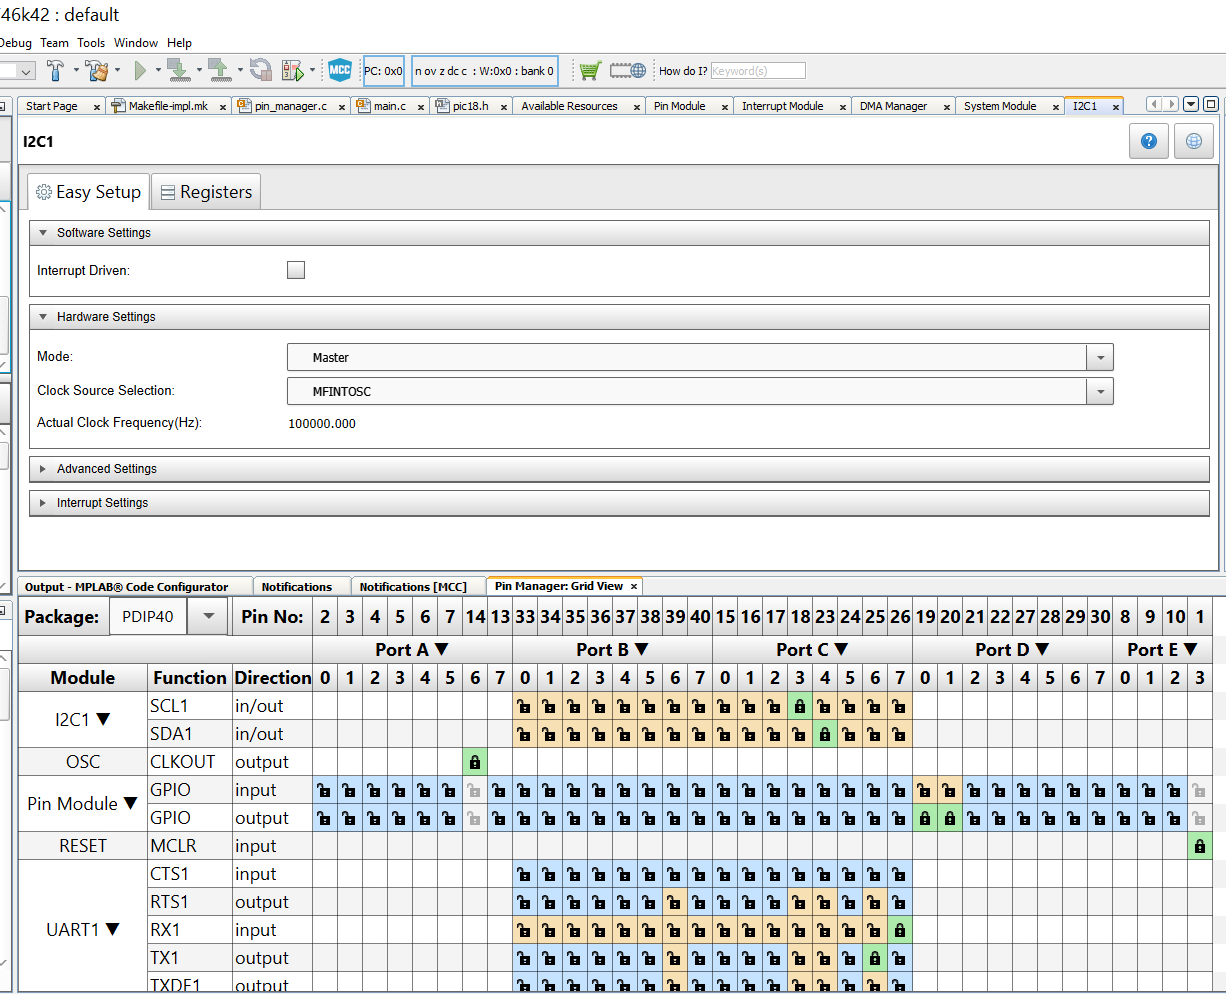 /46k42 : default
Debug Team Tools Window Help
MCC PC: 0x0 n ov z dc c : W:0x0 : bank 0 How do I? Keyword(s)
Start Page Makefile-impl.mk pin_manager.c main.c pic18.h Available Resources Pin Module Interrupt Module DMA Manager System Module I2C1
I2C1
Easy Setup Registers
Software Settings
Interrupt Driven:
Hardware Settings
Mode: Master
Clock Source Selection: MFINTOSC
Actual Clock Frequency(Hz): 100000.000
Advanced Settings
Interrupt Settings
Output - MPLAB® Code Configurator Notifications Notifications [MCC] Pin Manager: Grid View
Package: PDIP40 Pin No: 2 3 4 5 6 7 14 13 33 34 35 36 37 38 39 40 15 16 17 18 23 24 25 26 19 20 21 22 27 28 29 30 8 9 10 1
Port A ▼ Port B ▼ Port C ▼ Port D ▼ Port E ▼
Module Function Direction 0 1 2 3 4 5 6 7 0 1 2 3 4 5 6 7 0 1 2 3 4 5 6 7 0 1 2 3 4 5 6 7 0 1 2 3
I2C1 ▼ SCL1 in/out
SDA1 in/out
OSC CLKOUT output
Pin Module ▼ GPIO input
GPIO output
RESET MCLR input
UART1 ▼ CTS1 input
RTS1 output
RX1 input
TX1 output
TXDE1 output